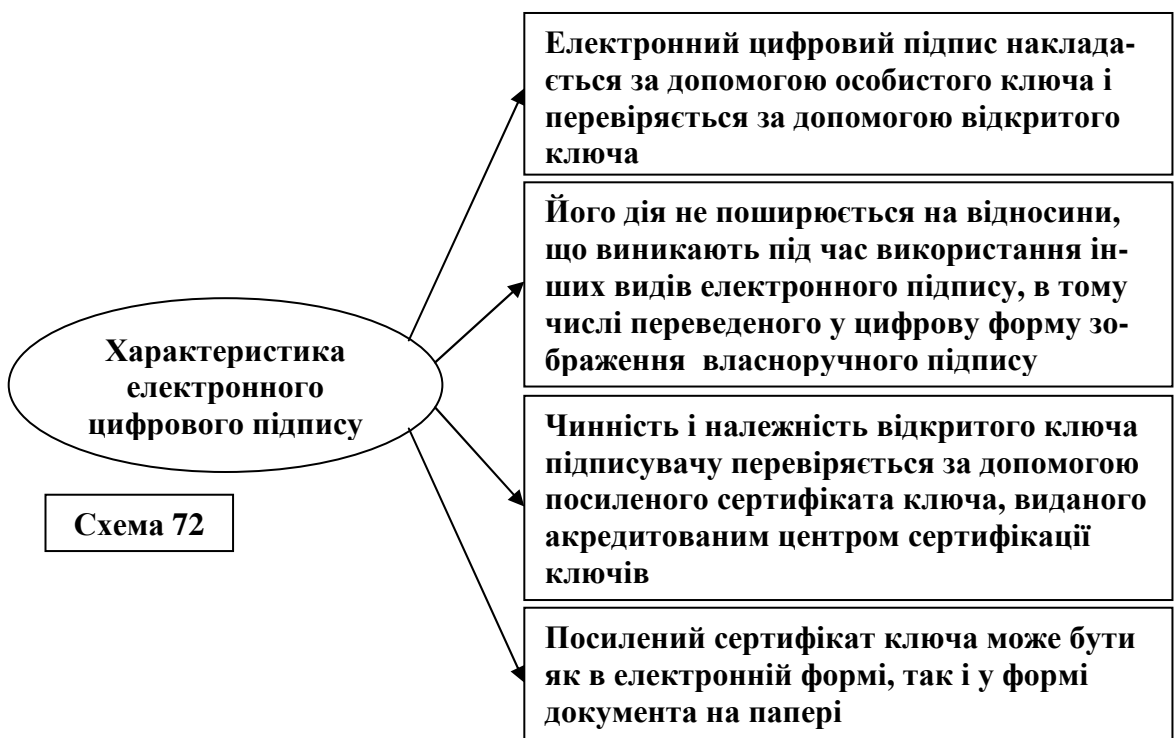 Електронний цифровий підпис наклада-
ється за допомогою особистого ключа і
перевіряється за допомогою відкритого
ключа
Його дія не поширюється на відносини,
що виникають під час використання ін-
ших видів електронного підпису, в тому
числі переведеного у цифрову форму зо-
браження власноручного підпису
Характеристика
електронного
цифрового підпису
Чинність і належність відкритого ключа
підписувачу перевіряється за допомогою
посиленого сертифіката ключа, виданого
акредитованим центром сертифікації
ключів
Схема 72
Посилений сертифікат ключа може бути
як в електронній формі, так і у формі
документа на папері